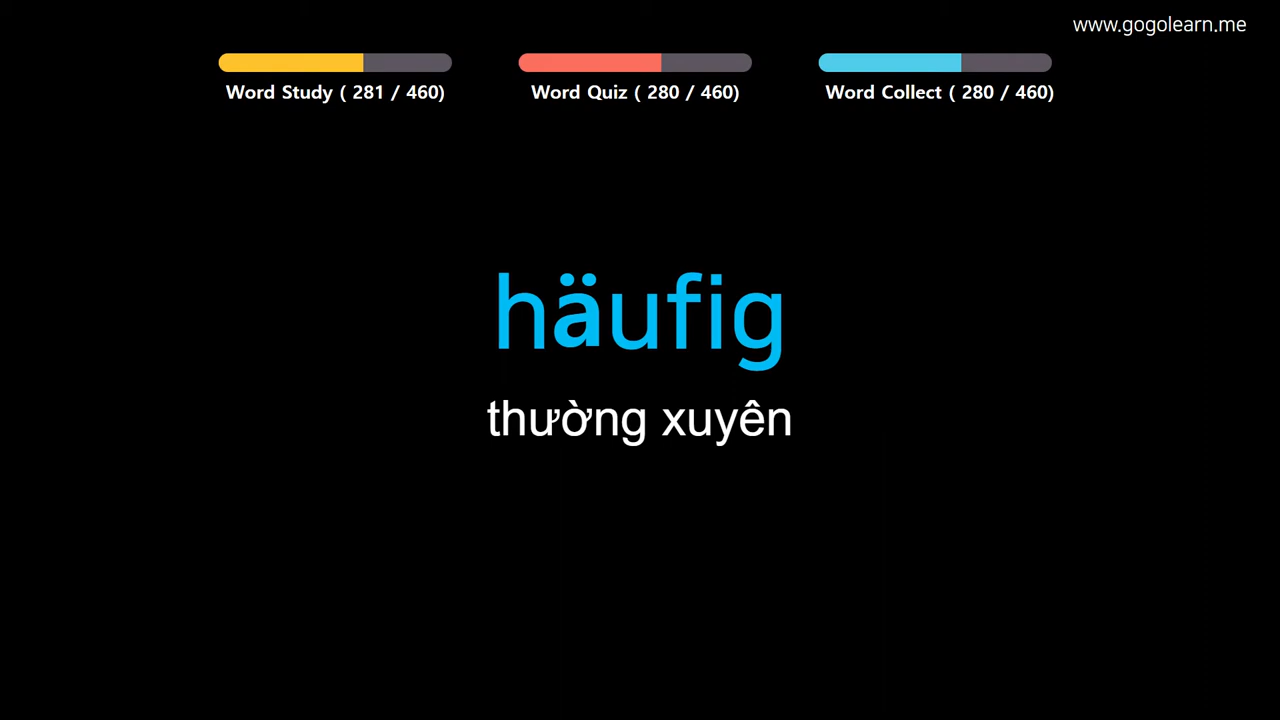 www.gogolearn.me
Word Study ( 281 / 460)
Word Quiz ( 280 / 460)
Word Collect ( 280 / 460)
häufig
thường xuyên